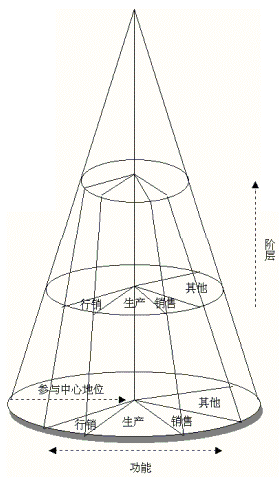 阶层
其他
行销 生产 销售
参与中心地位
其他
行销 生产 销售
功能